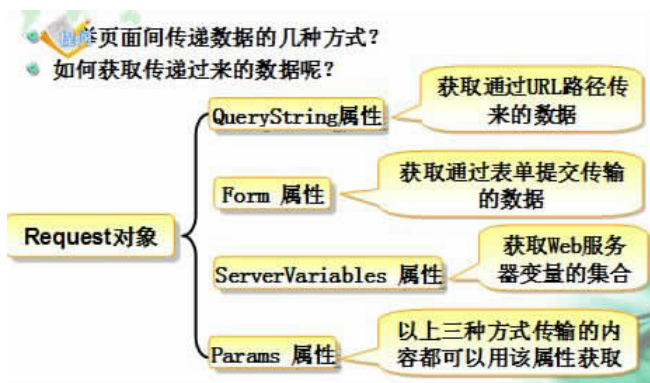 举页面间传递数据的几种方式?
如何获取传递过来的数据呢?
QueryString属性
获取通过URL路径传
来的数据
Form 属性
获取通过表单提交传输
的数据
Request对象
ServerVariables 属性
获取Web服务
器变量的集合
Params 属性
以上三种方式传输的内
容都可以用该属性获取